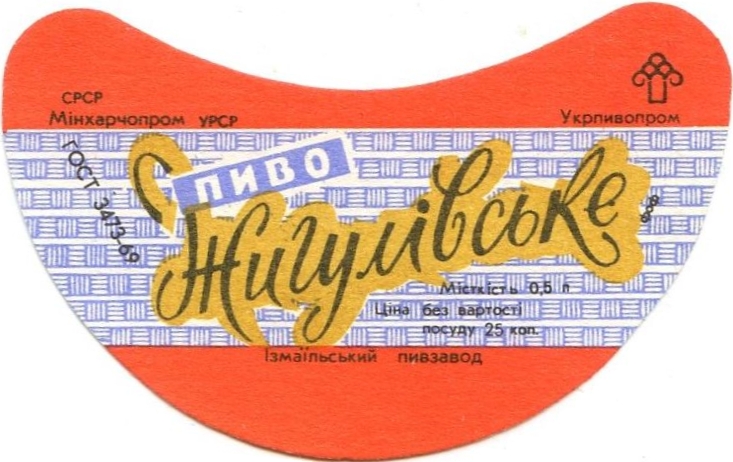 СРСР
Мінхарчопром УРСР
Укрпивопром
ГОСТ 3473-69
ПИВО
Жигулівське
Місткість 0,5 л
Ціна без вартості
посуду 25 коп.
Ізмаїльський пивзавод